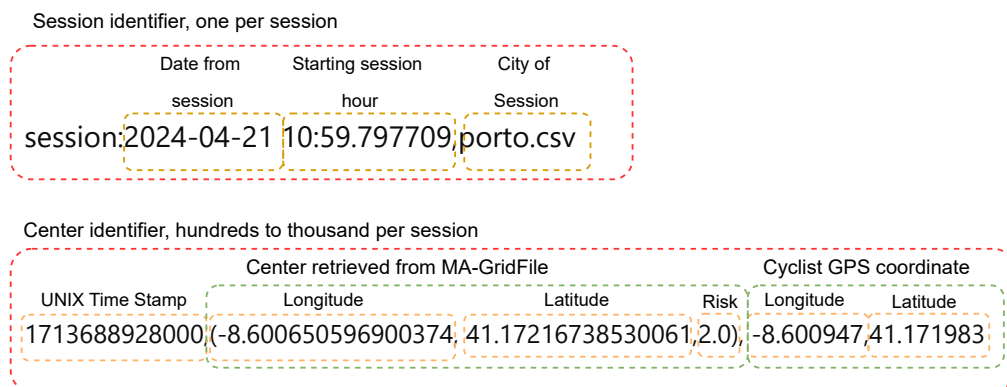 Session identifier, one per session
Date from session
Starting session hour
City of Session
session:2024-04-21 10:59.797709,porto.csv
Center identifier, hundreds to thousand per session
Center retrieved from MA-GridFile
Cyclist GPS coordinate
UNIX Time Stamp
Longitude
Latitude
Risk
Longitude
Latitude
1713688928000,(-8.600650596900374, 41.17216738530061,2.0), -8.600947,41.171983